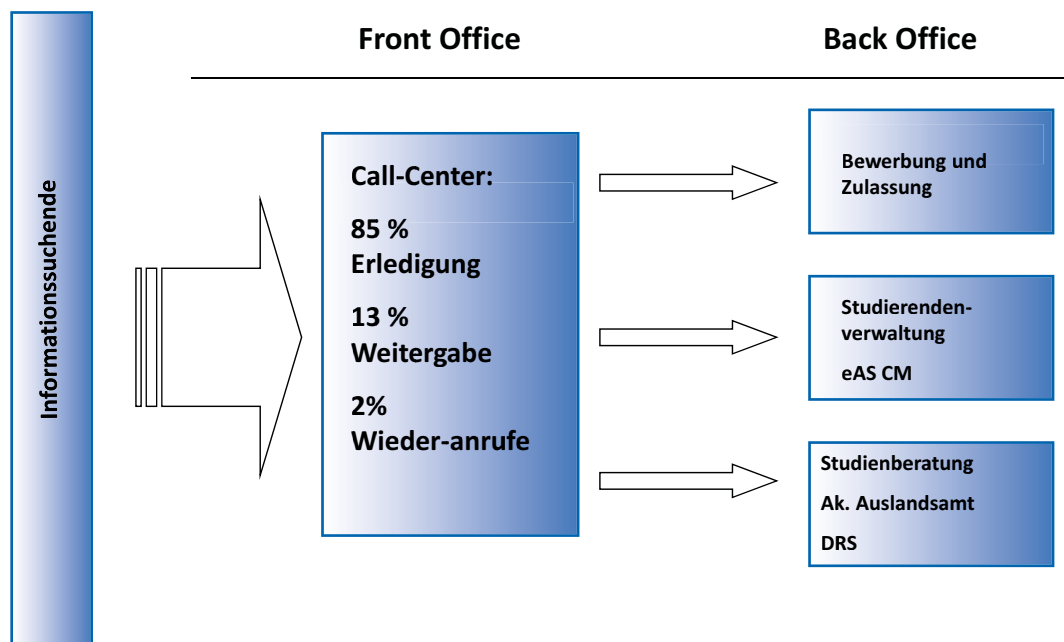 Front Office
Back Office
Informationssuchende
Call-Center:
85 %
Erledigung
13 %
Weitergabe
2%
Wieder-anrufe
Bewerbung und
Zulassung
Studierenden-
verwaltung
eAS CM
Studienberatung
Ak. Auslandsamt
DRS